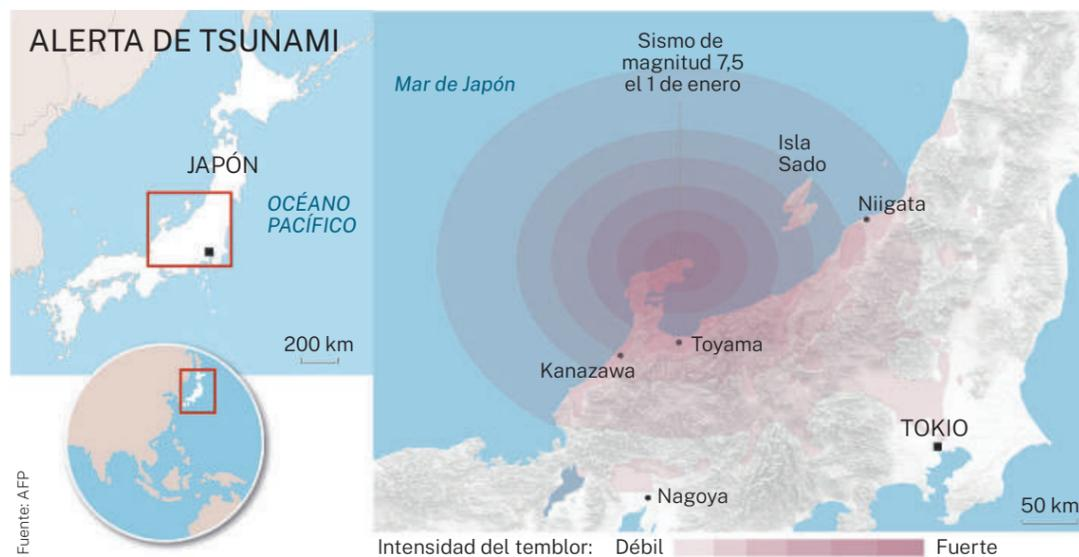 ALERTA DE TSUNAMI
JAPÓN
OCÉANO
PACÍFICO
200 km
Fuente: AFP
Sismo de
magnitud 7,5
el 1 de enero
Mar de Japón
Isla
Sado
Niigata
Toyama
Kanazawa
TOKIO
Nagoya
50 km
Intensidad del temblor: Débil Fuerte